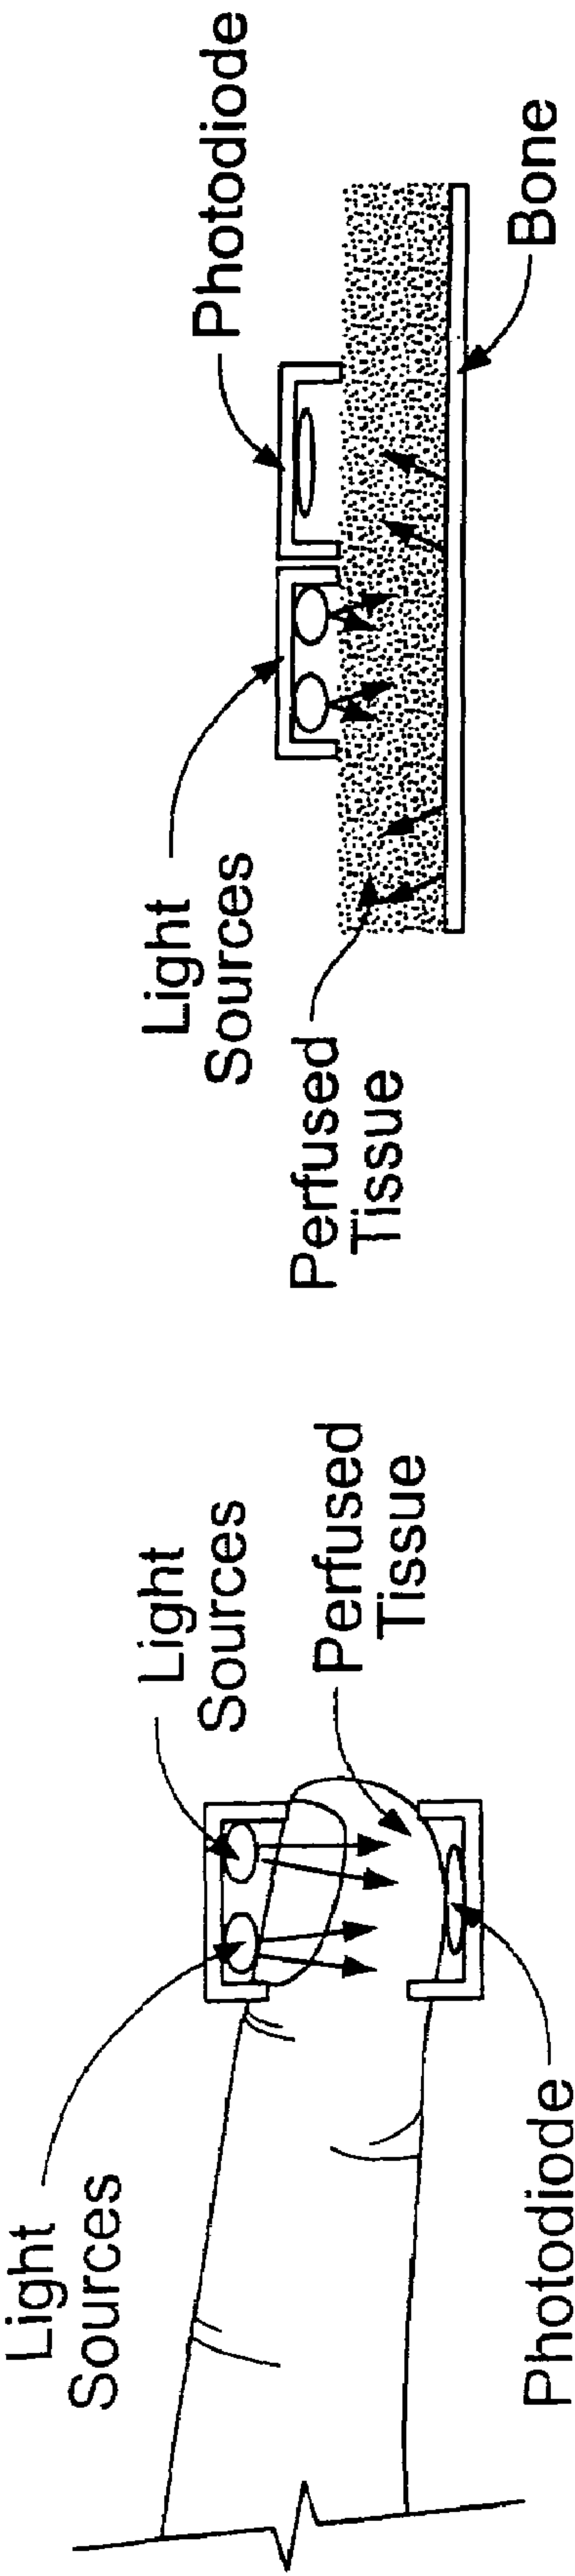 Light
Sources
Light
Sources
Perfused
Tissue
Photodiode
Light
Sources
Photodiode
Perfused
Tissue
Bone